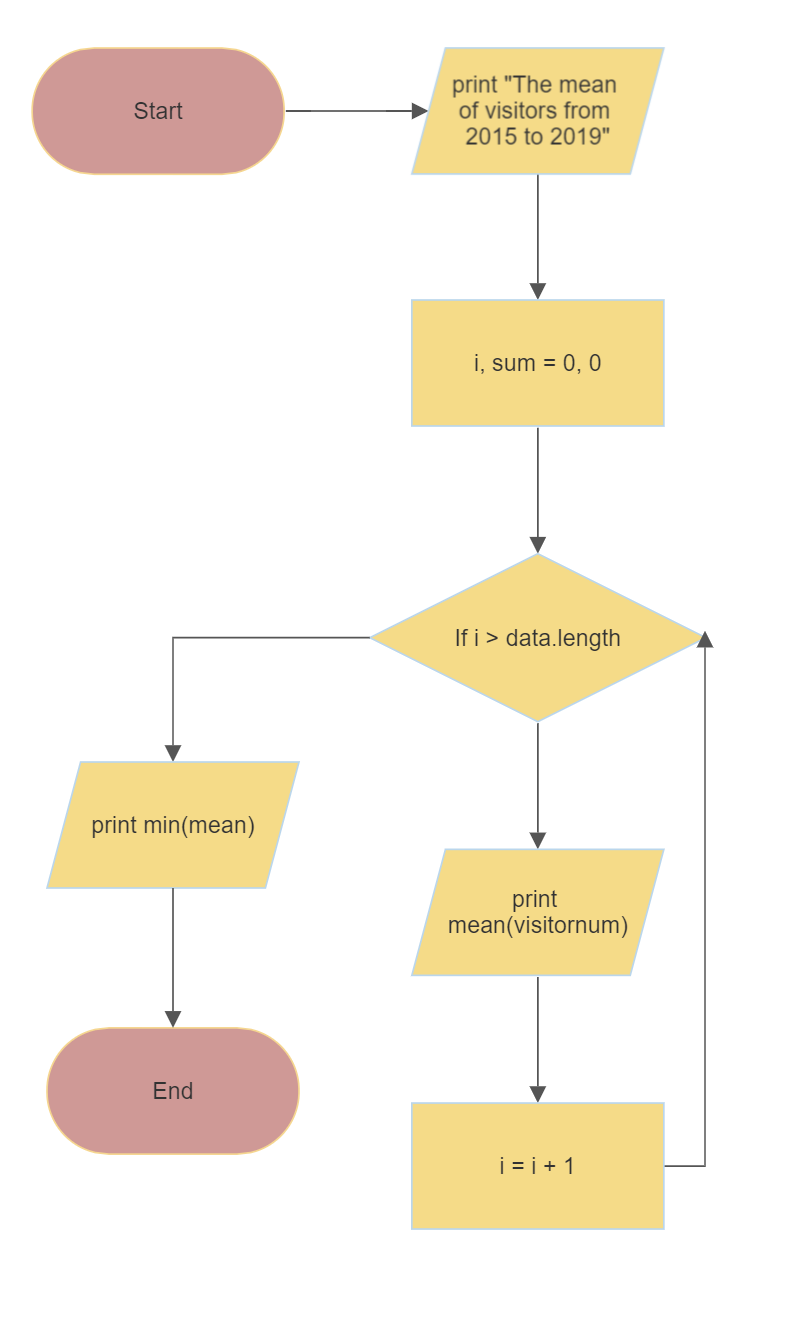 Start
print "The mean
of visitors from
2015 to 2019"
i, sum = 0, 0
If i > data.length
print min(mean)
print
mean(visitornum)
End
i = i + 1